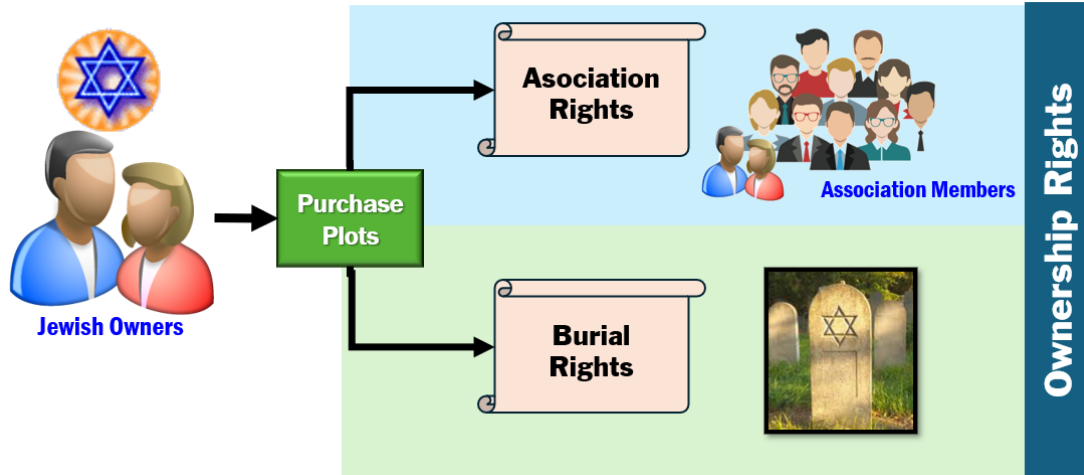 Asociation
Rights
Association Members
Purchase
Plots
Jewish Owners
Burial
Rights
Ownership Rights